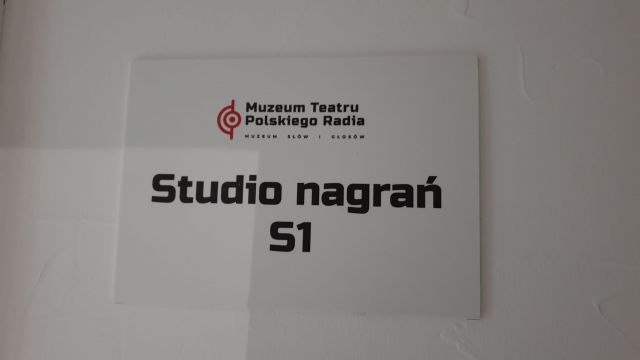 Muzeum Teatru
Polskiego Radia
MUZEUM SŁÓW I GŁOSÓW
Studio nagrań
S1